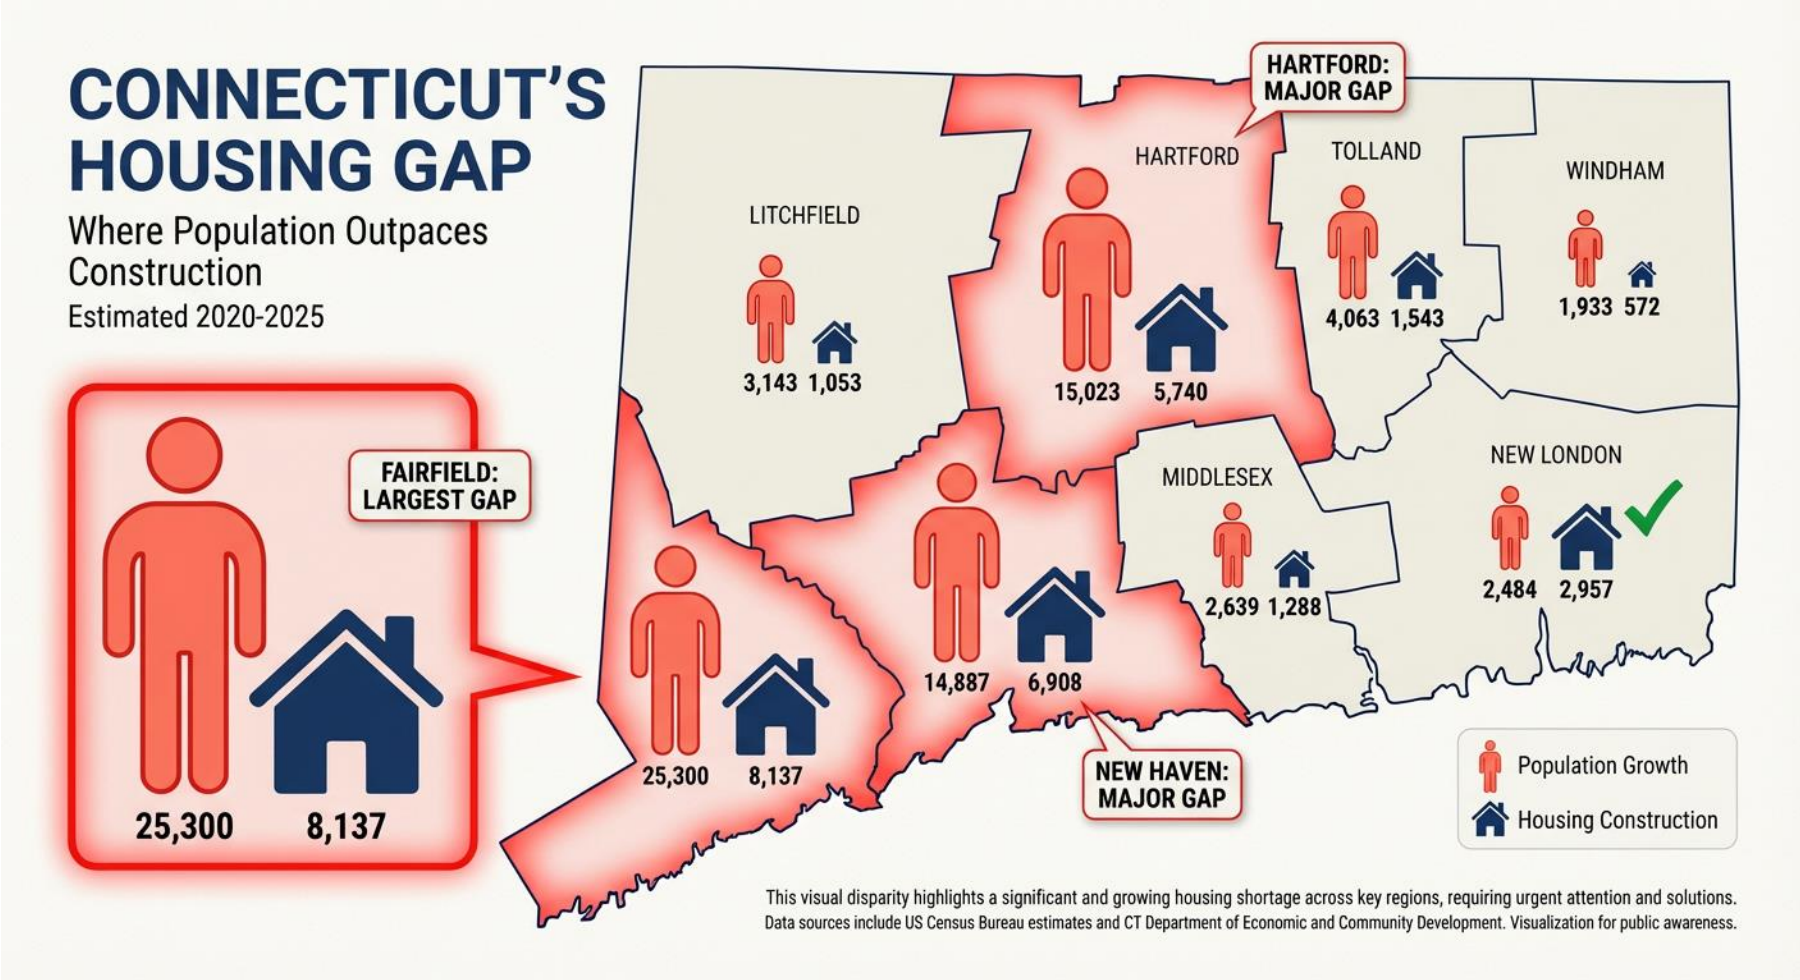 CONNECTICUT'S
HOUSING GAP
Where Population Outpaces
Construction
Estimated 2020-2025
FAIRFIELD:
LARGEST GAP
25,300 8,137
HARTFORD:
MAJOR GAP
LITCHFIELD
3,143 1,053
HARTFORD
15,023 5,740
TOLLAND
4,063 1,543
WINDHAM
1,933 572
25,300 8,137
14,887 6,908
NEW HAVEN:
MAJOR GAP
MIDDLESEX
2,639 1,288
NEW LONDON
2,484 2,957
Population Growth
Housing Construction
This visual disparity highlights a significant and growing housing shortage across key regions, requiring urgent attention and solutions.
Data sources include US Census Bureau estimates and CT Department of Economic and Community Development. Visualization for public awareness.